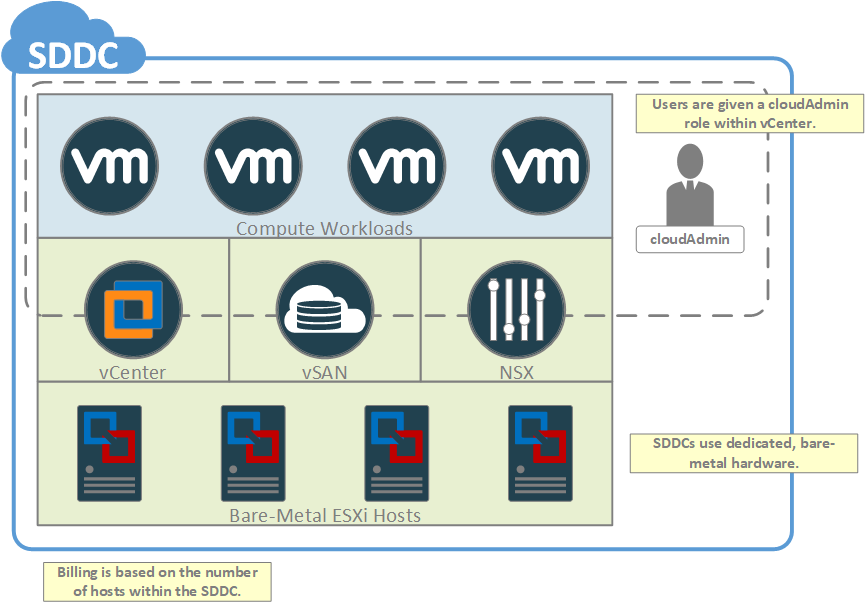 SDDC
Users are given a cloudAdmin
role within vCenter.
vm vm vm vm
Compute Workloads
cloudAdmin
vCenter vSAN NSX
SDDCs use dedicated, bare-
metal hardware.
Bare-Metal ESXi Hosts
Billing is based on the number
of hosts within the SDDC.